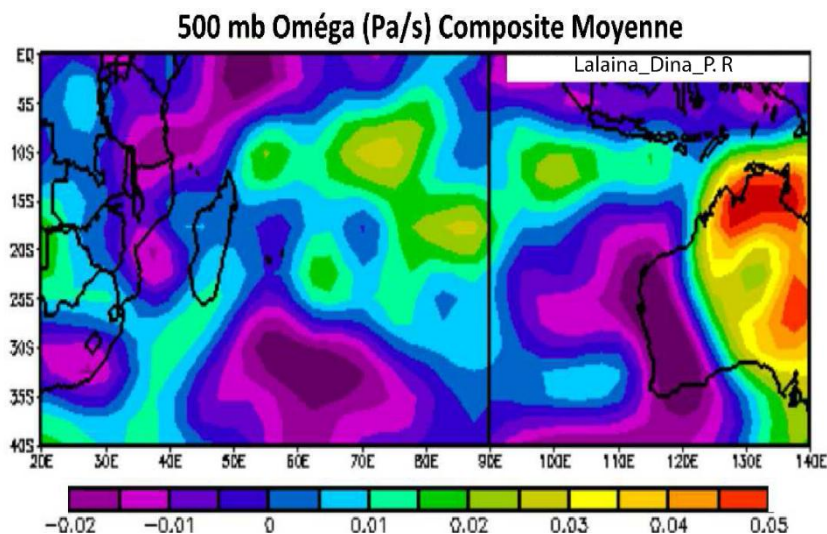 500 mb Oméga (Pa/s) Composite Moyenne
Lalaina_Dina_P. R
EQ
5S
10S
15S
20S
25S
30S
35S
40S
20E 30E 40E 50E 60E 70E 80E 90E 100E 110E 120E 130E 140E
−0.02 −0.01 0 0.01 0.02 0.03 0.04 0.05